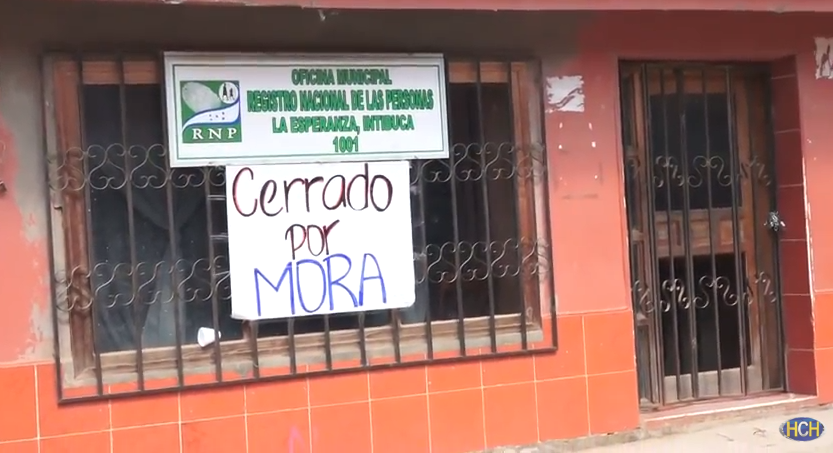 OFICINA MUNICIPAL
REGISTRO NACIONAL DE LAS PERSONAS
LA ESPERANZA, INTIBUCA
1001
RNP
Cerrado
por
MORA
HCH